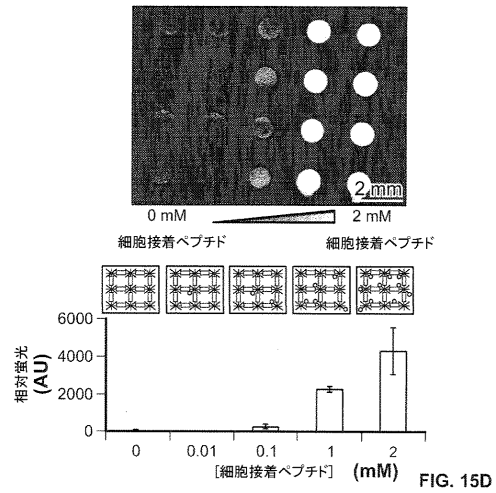 2 mm
0 mM
2 mM
細胞接着ペプチド
細胞接着ペプチド
6000
4000
2000
0
相対蛍光
(AU)
0
0.01
0.1
1
2
[細胞接着ペプチド] (mM)
FIG. 15D